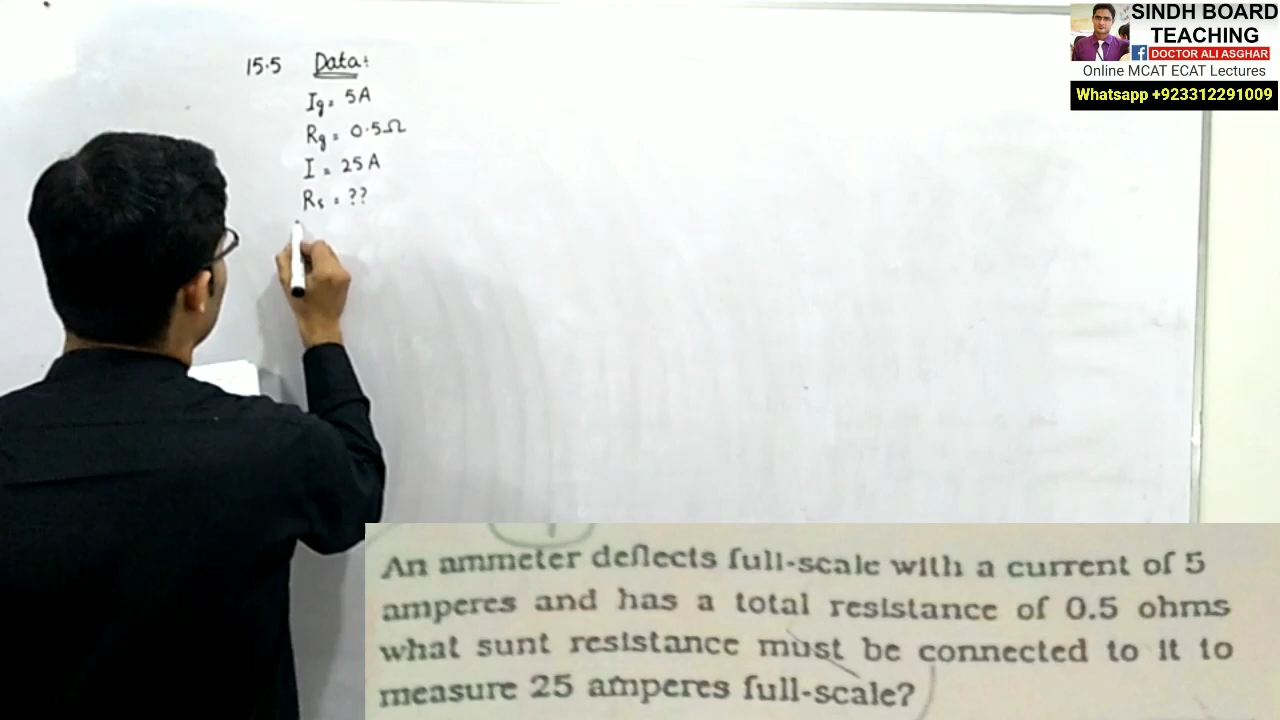 SINDH BOARD
TEACHING
f DOCTOR ALI ASGHAR
Online MCAT ECAT Lectures
Whatsapp +923312291009
15.5 Data:
Ig = 5A
Rg = 0.5Ω
I = 25A
Rs = ??
An ammeter deflects full-scale with a current of 5
amperes and has a total resistance of 0.5 ohms
what sunt resistance must be connected to it to
measure 25 amperes full-scale?